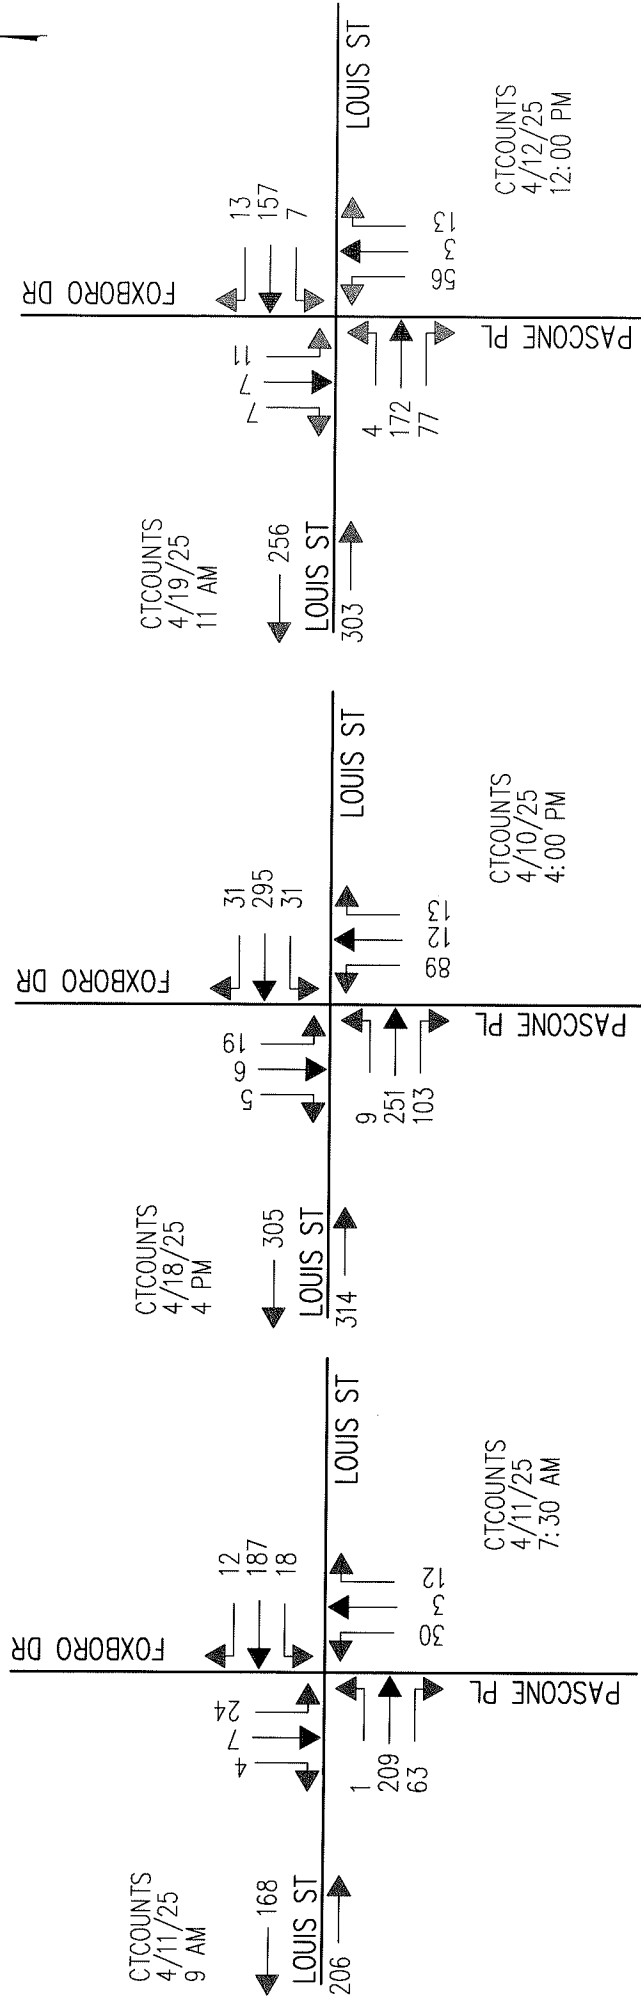 CTCOUNTS
4/19/25
11 AM
256
LOUIS ST
303
FOXBORO DR
7
7
11
13
157
7
LOUIS ST
4
172
77
56
3
13
PASCONE PL
CTCOUNTS
4/12/25
12:00 PM
CTCOUNTS
4/18/25
4 PM
305
LOUIS ST
314
FOXBORO DR
5
6
19
31
295
31
LOUIS ST
9
251
103
89
12
13
PASCONE PL
CTCOUNTS
4/10/25
4:00 PM
CTCOUNTS
4/11/25
9 AM
168
LOUIS ST
206
FOXBORO DR
4
7
24
12
187
18
LOUIS ST
1
209
63
30
3
12
PASCONE PL
CTCOUNTS
4/11/25
7:30 AM